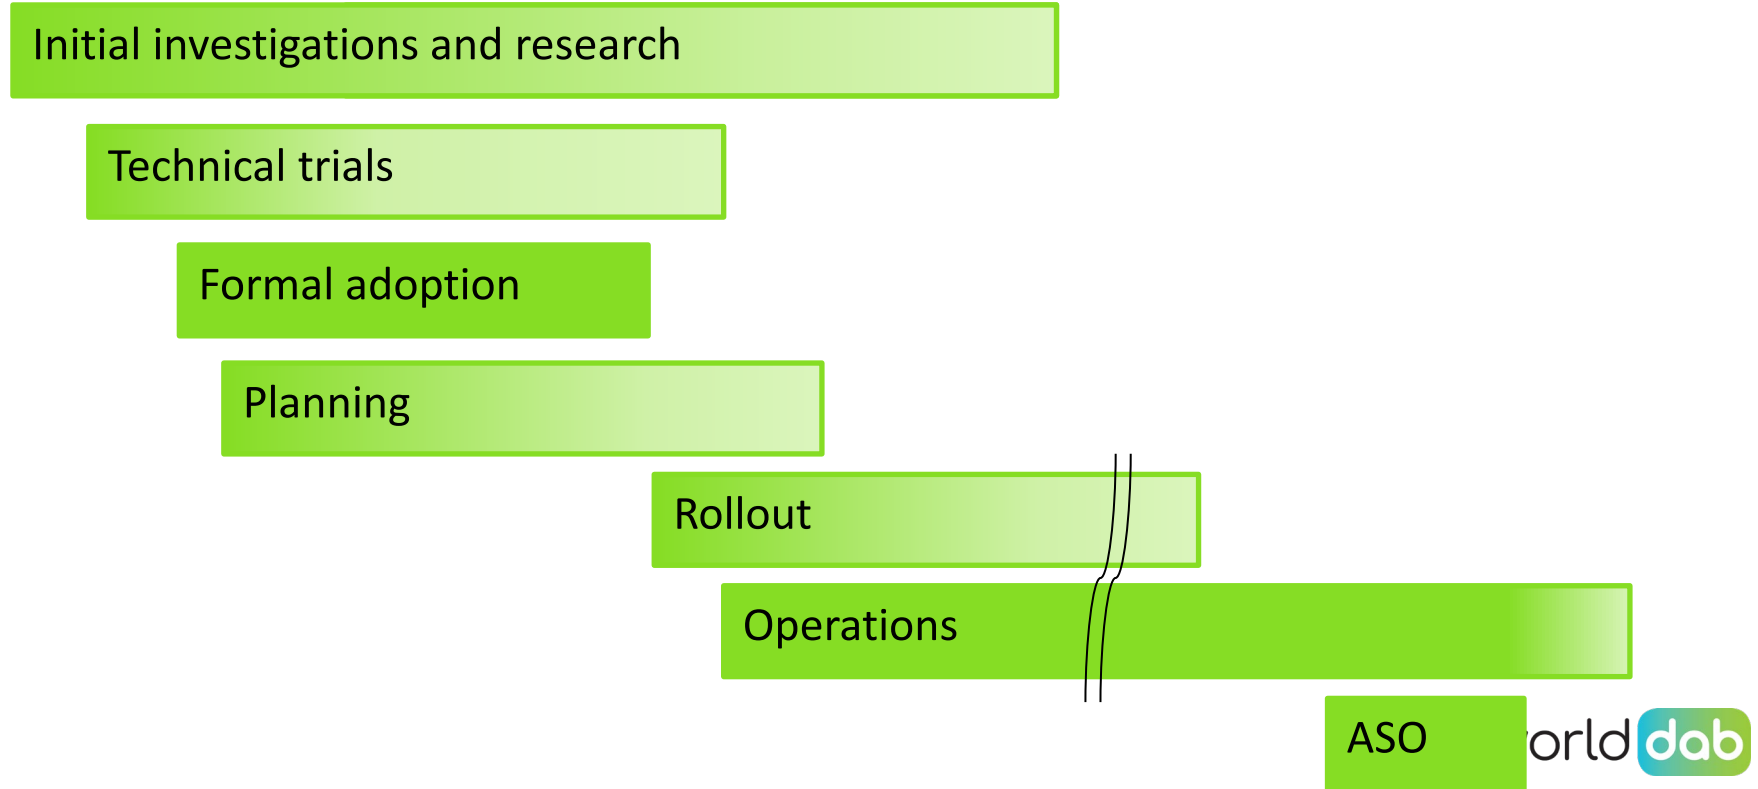 Initial investigations and research
Technical trials
Formal adoption
Planning
Rollout
Operations
ASO
orld dab